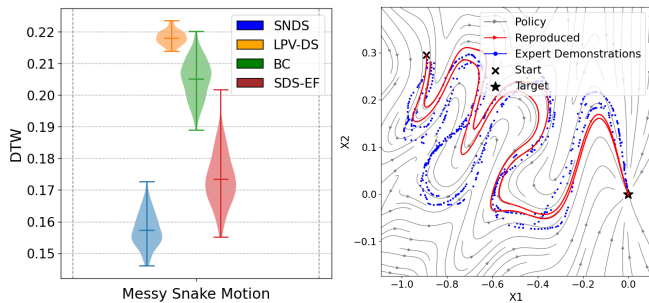 DTW
0.22
0.21
0.20
0.19
0.18
0.17
0.16
0.15
SNDS
LPV-DS
BC
SDS-EF
Messy Snake Motion
X2
0.3
0.2
0.1
0.0
−0.1
Policy
Reproduced
Expert Demonstrations
Start
Target
−1.0
−0.8
−0.6
−0.4
−0.2
0.0
X1